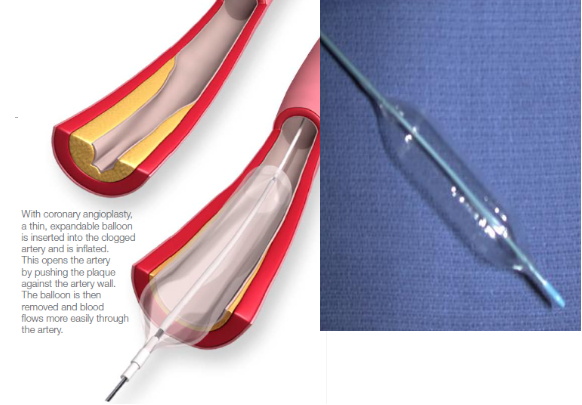 With coronary angioplasty,
a thin, expandable balloon
is inserted into the clogged
artery and is inflated.
This opens the artery
by pushing the plaque
against the artery wall.
The balloon is then
removed and blood
flows more easily through
the artery.